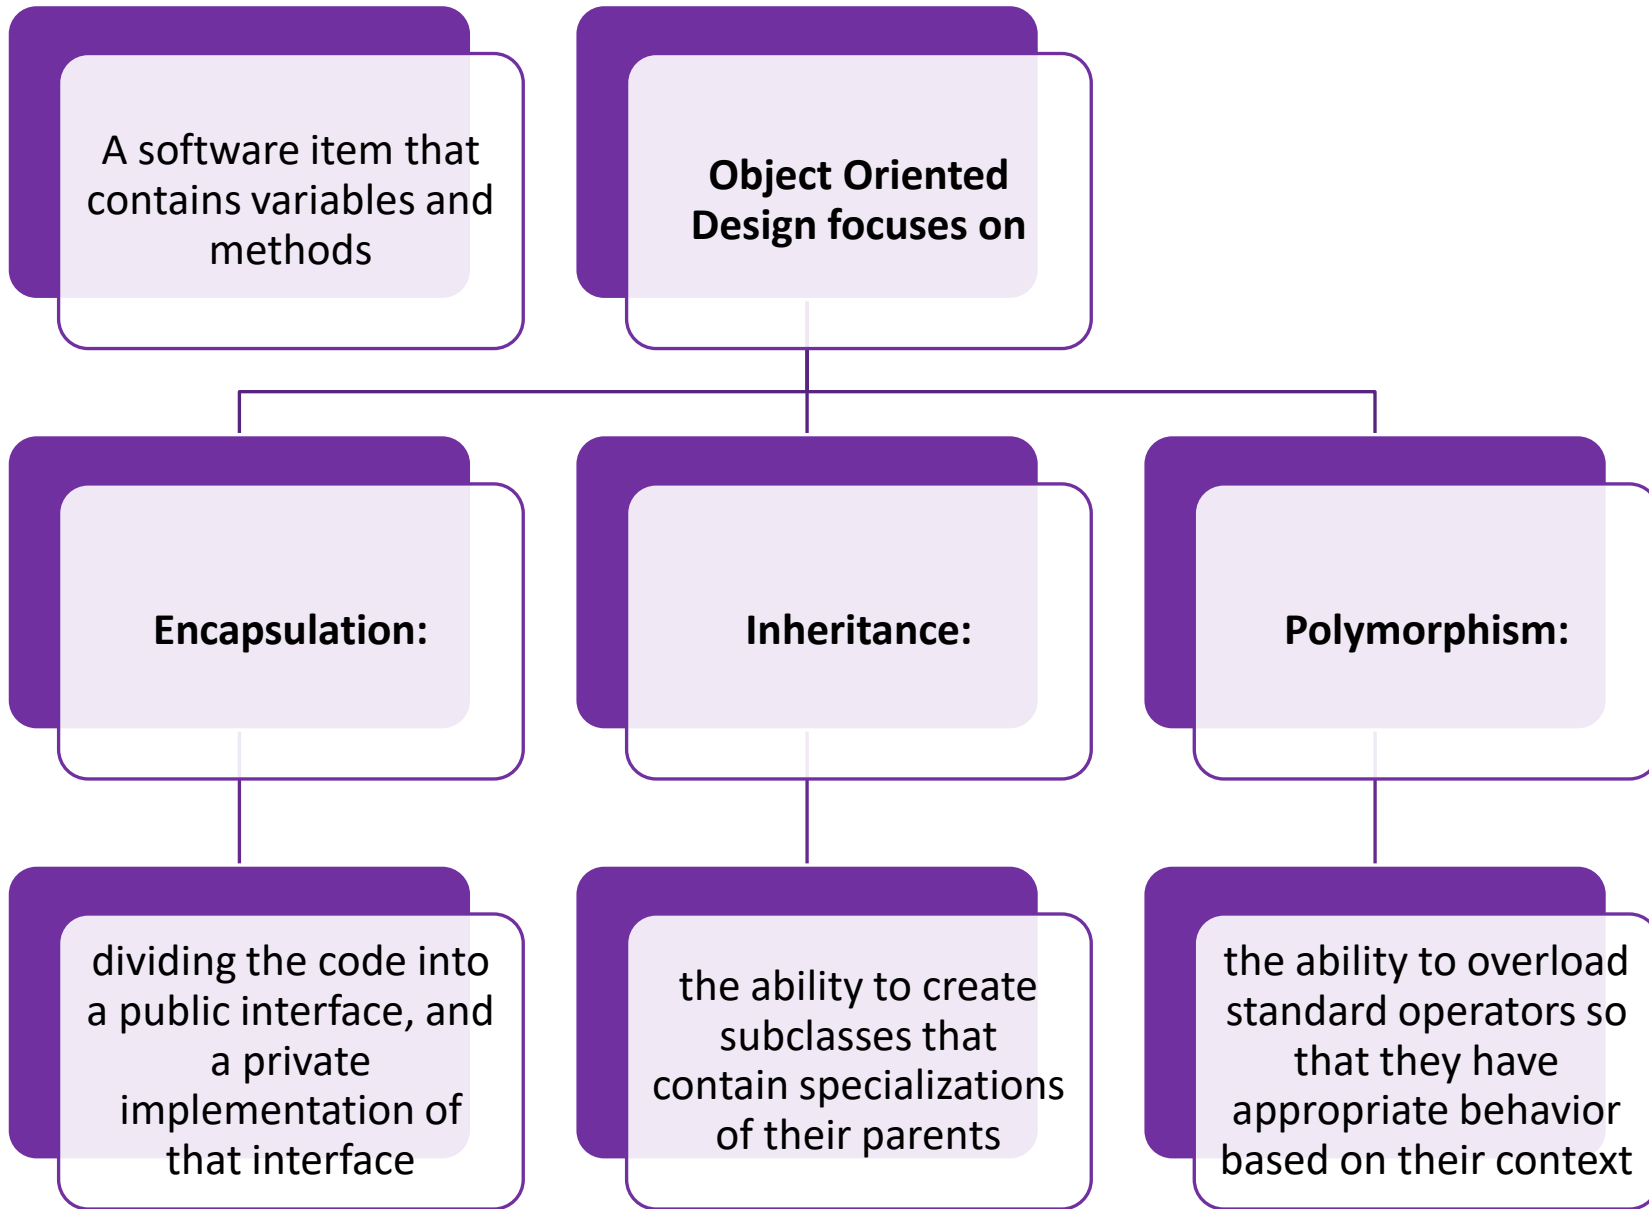 A software item that
contains variables and
methods
Object Oriented
Design focuses on
Encapsulation:
Inheritance:
Polymorphism:
dividing the code into
a public interface, and
a private
implementation of
that interface
the ability to create
subclasses that
contain specializations
of their parents
the ability to overload
standard operators so
that they have
appropriate behavior
based on their context